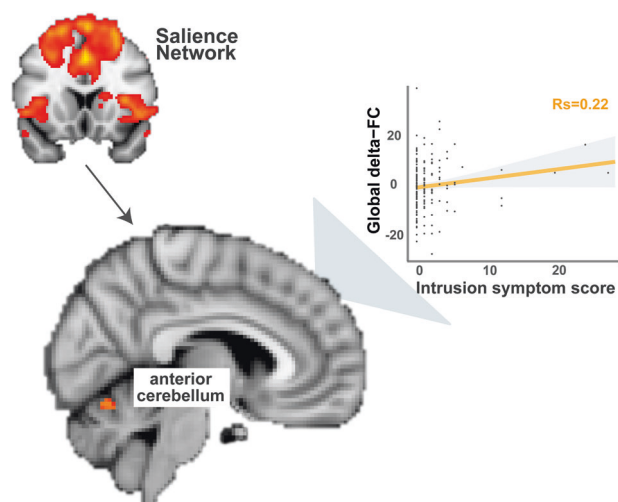 Salience
Network
Rs=0.22
Global delta-FC
20
0
-20
0
10
20
Intrusion symptom score
anterior
cerebellum